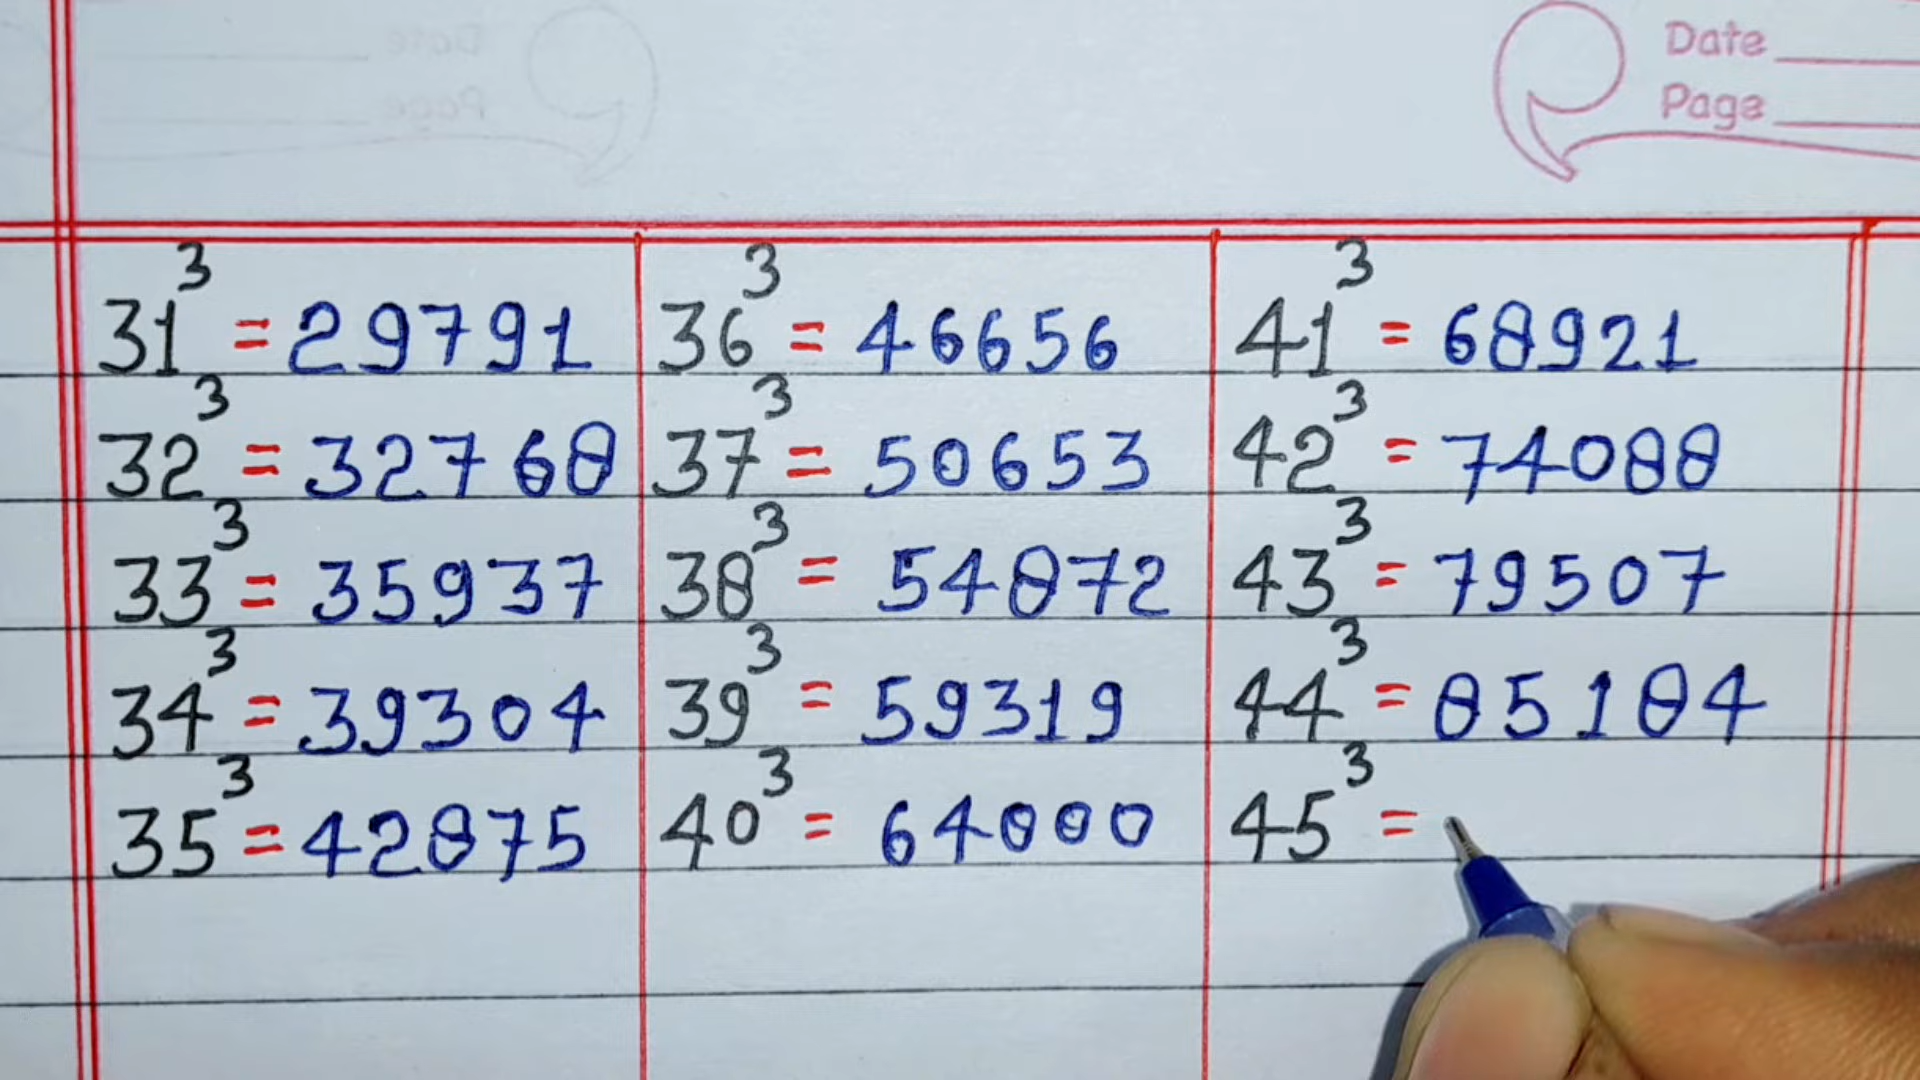 Date
Page
31³ = 29791
32³ = 32768
33³ = 35937
34³ = 39304
35³ = 42875
36³ = 46656
37³ = 50653
38³ = 54872
39³ = 59319
40³ = 64000
41³ = 68921
42³ = 74088
43³ = 79507
44³ = 85184
45³ =